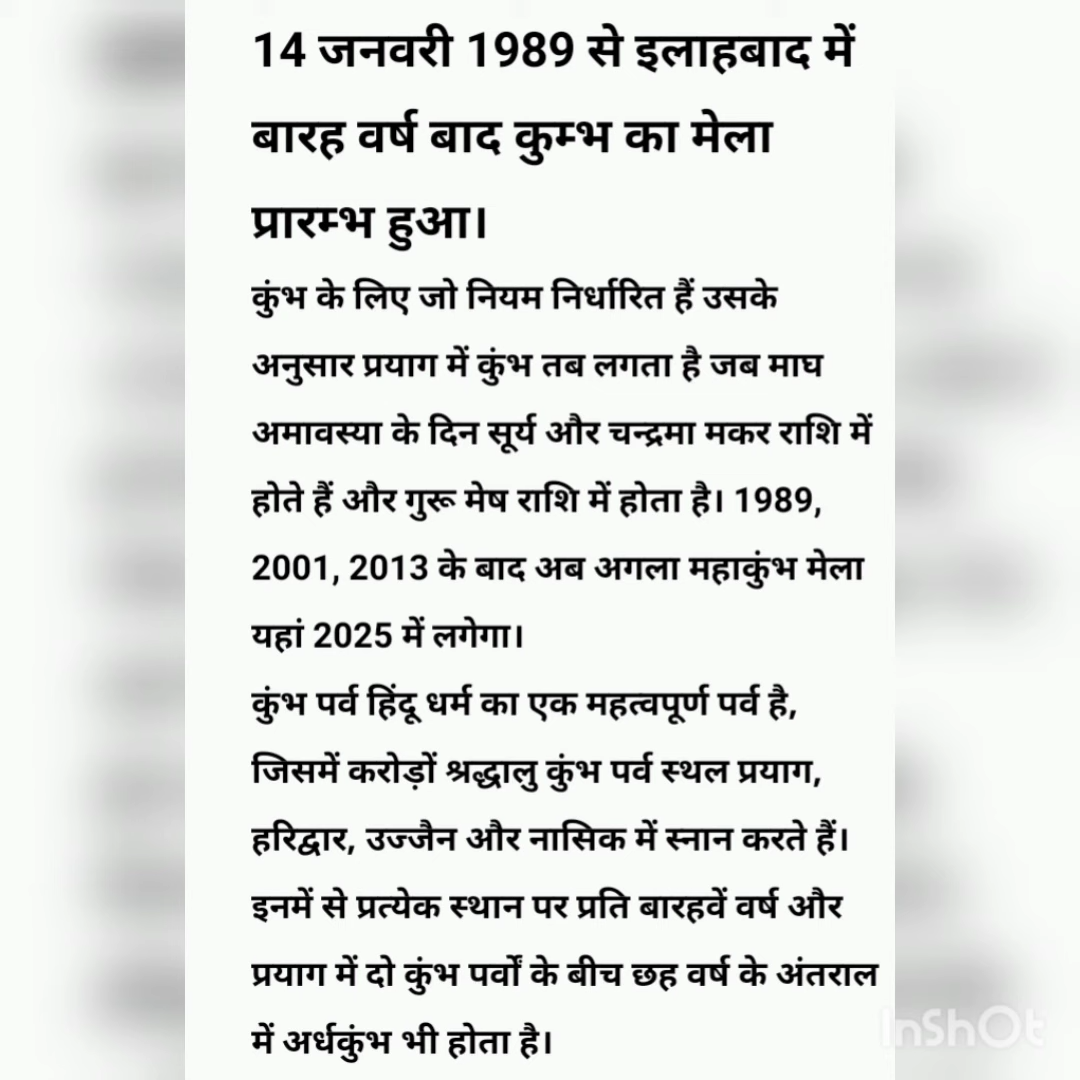 14 जनवरी 1989 से इलाहबाद में
बारह वर्ष बाद कुम्भ का मेला
प्रारम्भ हुआ।
कुंभ के लिए जो नियम निर्धारित हैं उसके
अनुसार प्रयाग में कुंभ तब लगता है जब माघ
अमावस्या के दिन सूर्य और चन्द्रमा मकर राशि में
होते हैं और गुरू मेष राशि में होता है। 1989,
2001, 2013 के बाद अब अगला महाकुंभ मेला
यहां 2025 में लगेगा।
कुंभ पर्व हिंदू धर्म का एक महत्वपूर्ण पर्व है,
जिसमें करोड़ों श्रद्धालु कुंभ पर्व स्थल प्रयाग,
हरिद्वार, उज्जैन और नासिक में स्नान करते हैं।
इनमें से प्रत्येक स्थान पर प्रति बारहवें वर्ष और
प्रयाग में दो कुंभ पर्वों के बीच छह वर्ष के अंतराल
में अर्धकुंभ भी होता है।
InShOt